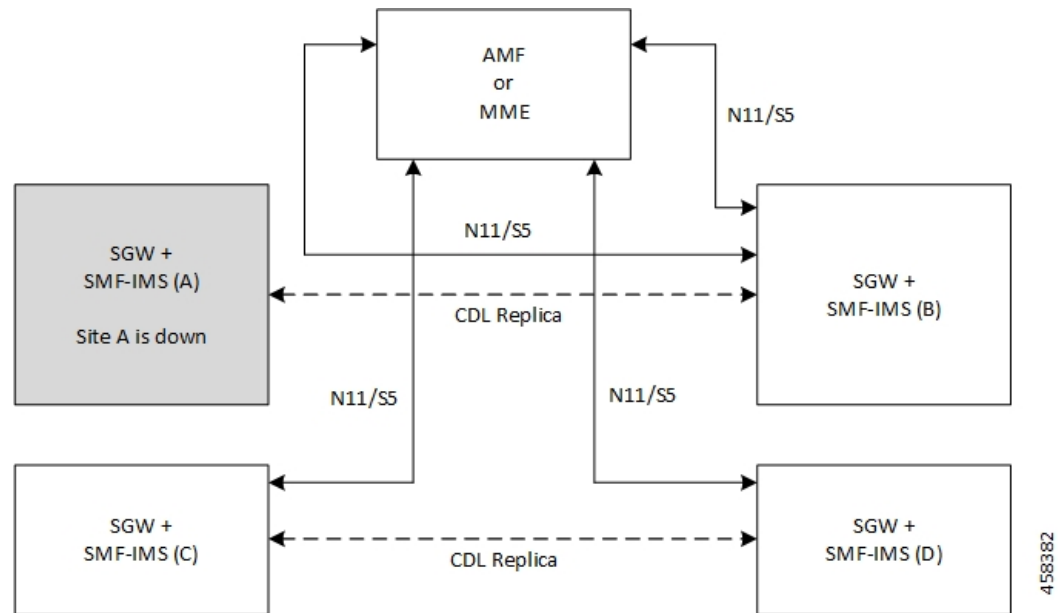 AMF
or
MME
N11/S5
SGW +
SMF-IMS (A)
Site A is down
N11/S5
SGW +
SMF-IMS (B)
CDL Replica
N11/S5
N11/S5
SGW +
SMF-IMS (C)
CDL Replica
SGW +
SMF-IMS (D)
458382